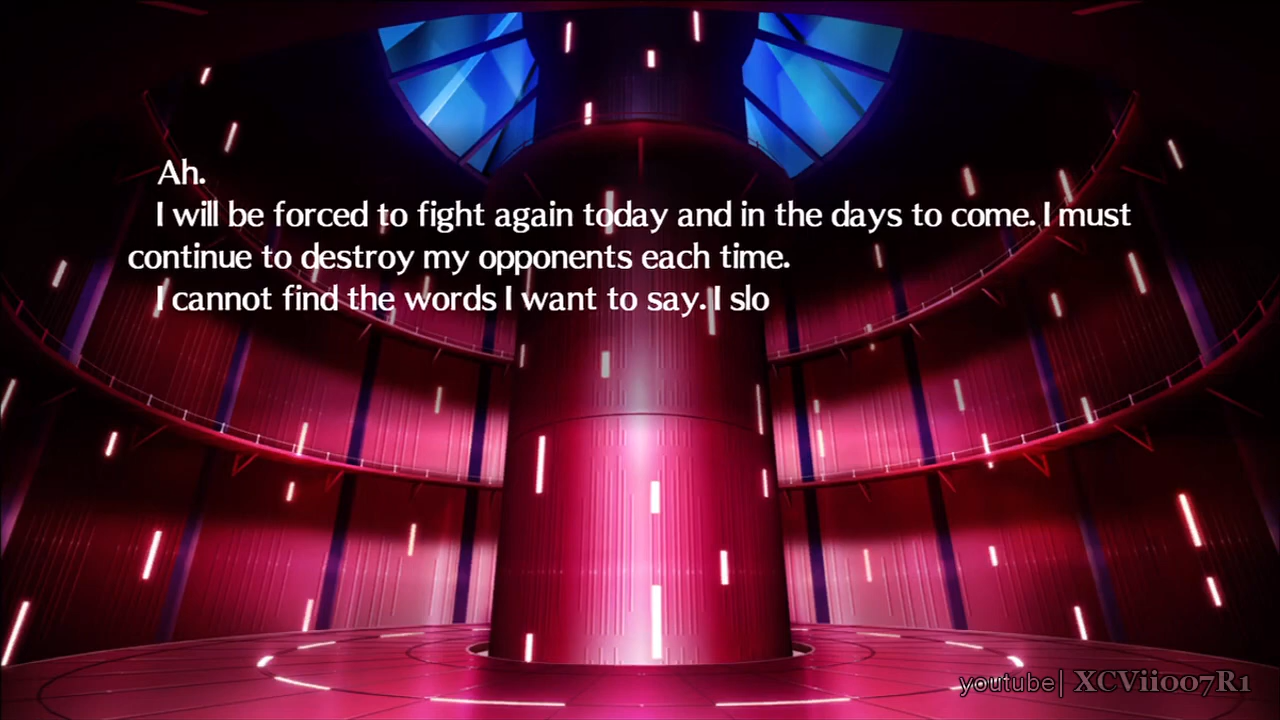 Ah.
I will be forced to fight again today and in the days to come. I must
continue to destroy my opponents each time.
I cannot find the words I want to say. I slo
youtube| XCVii007R1